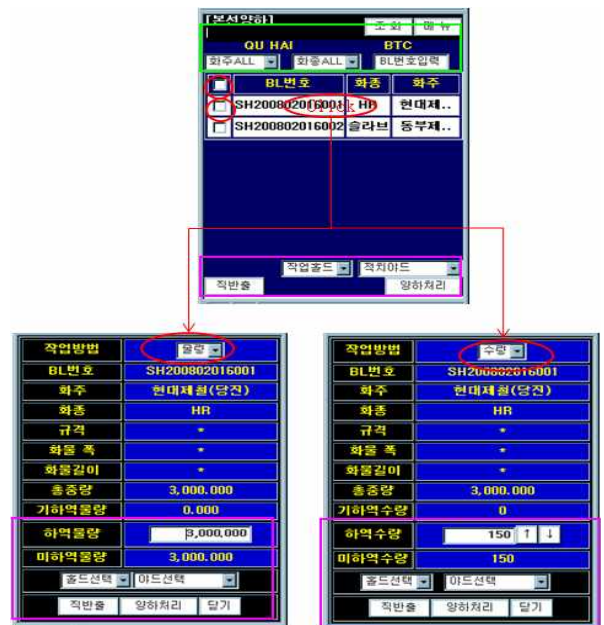 [본선양하]
조 회 메 뉴
QU HAI BTC
화주ALL 화종ALL BL번호입력
BL번호 화종 화주
SH200802016001 HR 현대제..
SH200802016002 슬라브 동부제..
작업홀드 적치야드
직반출 양하처리
작업방법 물량
BL번호 SH200802016001
화주 현대제철(당진)
화종 HR
규격 *
화물 폭 *
화물길이 *
총중량 3,000.000
기하역물량 0.000
하역물량 3,000,000
미하역물량 3,000.000
홀드선택 야드선택
직반출 양하처리 닫기
작업방법 수량
BL번호 SH200802016001
화주 현대제철(당진)
화종 HR
규격 *
화물 폭 *
화물길이 *
총중량 3,000.000
기하역수량 0
하역수량 150 ↑ ↓
미하역수량 150
홀드선택 야드선택
직반출 양하처리 닫기